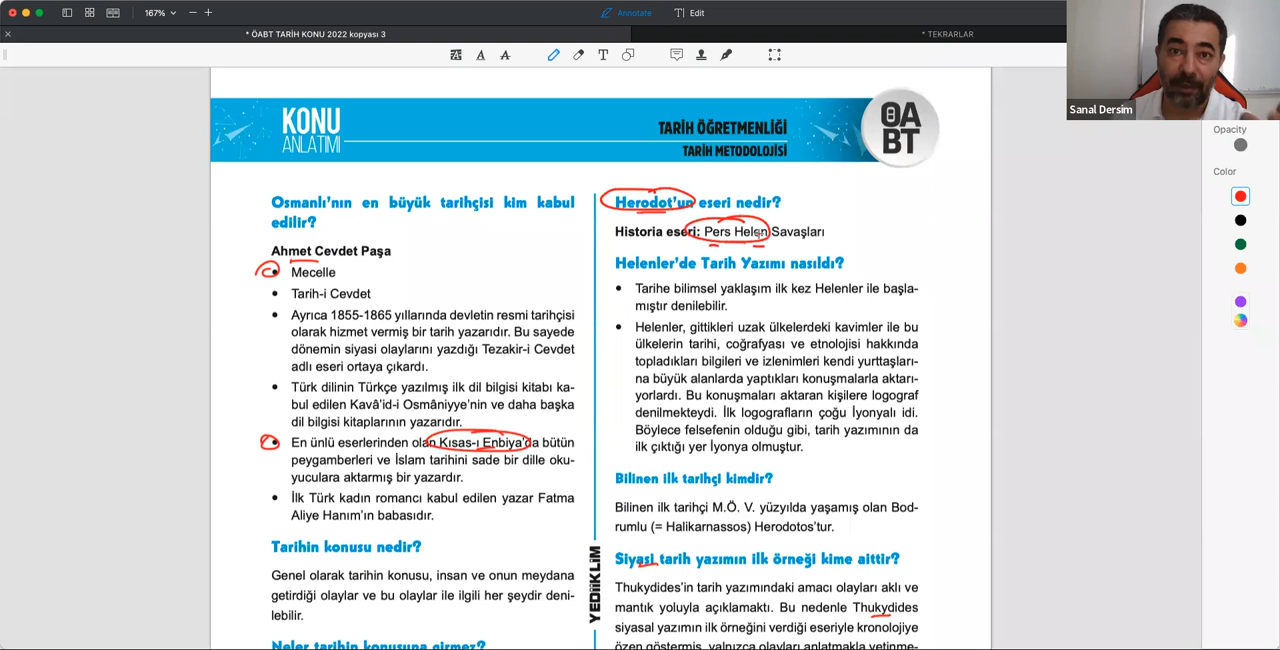 167%
Annotate
Edit
* ÖABT TARİH KONU 2022 kopyası 3
* TEKRARLAR
Sanal Dersim
Opacity
Color
KONU
ANLATIMI
TARİH ÖĞRETMENLİĞİ
TARİH METODOLOJİSİ
ÖA
BT
Osmanlı’nın en büyük tarihçisi kim kabul
edilir?
Ahmet Cevdet Paşa
• Mecelle
• Tarih-i Cevdet
• Ayrıca 1855-1865 yıllarında devletin resmi tarihçisi
olarak hizmet vermiş bir tarih yazarıdır. Bu sayede
dönemin siyasi olaylarını yazdığı Tezakir-i Cevdet
adlı eseri ortaya çıkardı.
• Türk dilinin Türkçe yazılmış ilk dil bilgisi kitabı ka-
bul edilen Kavâ’id-i Osmâniyye’nin ve daha başka
dil bilgisi kitaplarının yazarıdır.
• En ünlü eserlerinden olan Kısas-ı Enbiya’da bütün
peygamberleri ve İslam tarihini sade bir dille oku-
yuculara aktarmış bir yazardır.
• İlk Türk kadın romancı kabul edilen yazar Fatma
Aliye Hanım’ın babasıdır.
Tarihin konusu nedir?
Genel olarak tarihin konusu, insan ve onun meydana
getirdiği olaylar ve bu olaylar ile ilgili her şeydir deni-
lebilir.
Neler tarihin konusuna girmez?
YEDİİKLİM
Herodot’un eseri nedir?
Historia eseri: Pers Helen Savaşları
Helenler’de Tarih Yazımı nasıldı?
• Tarihe bilimsel yaklaşım ilk kez Helenler ile başla-
mıştır denilebilir.
• Helenler, gittikleri uzak ülkelerdeki kavimler ile bu
ülkelerin tarihi, coğrafyası ve etnolojisi hakkında
topladıkları bilgileri ve izlenimleri kendi yurttaşları-
na büyük alanlarda yaptıkları konuşmalarla aktarı-
yorlardı. Bu konuşmaları aktaran kişilere logograf
denilmekteydi. İlk logografların çoğu İyonyalı idi.
Böylece felsefenin olduğu gibi, tarih yazımının da
ilk çıktığı yer İyonya olmuştur.
Bilinen ilk tarihçi kimdir?
Bilinen ilk tarihçi M.Ö. V. yüzyılda yaşamış olan Bod-
rumlu (= Halikarnassos) Herodotos’tur.
Siyasi tarih yazımın ilk örneği kime aittir?
Thukydides’in tarih yazımındaki amacı olayları aklı ve
mantık yoluyla açıklamaktı. Bu nedenle Thukydides
siyasal yazımın ilk örneğini verdiği eseriyle kronolojiye
özen göstermiş, yalnızca olayları anlatmakla yetinme-